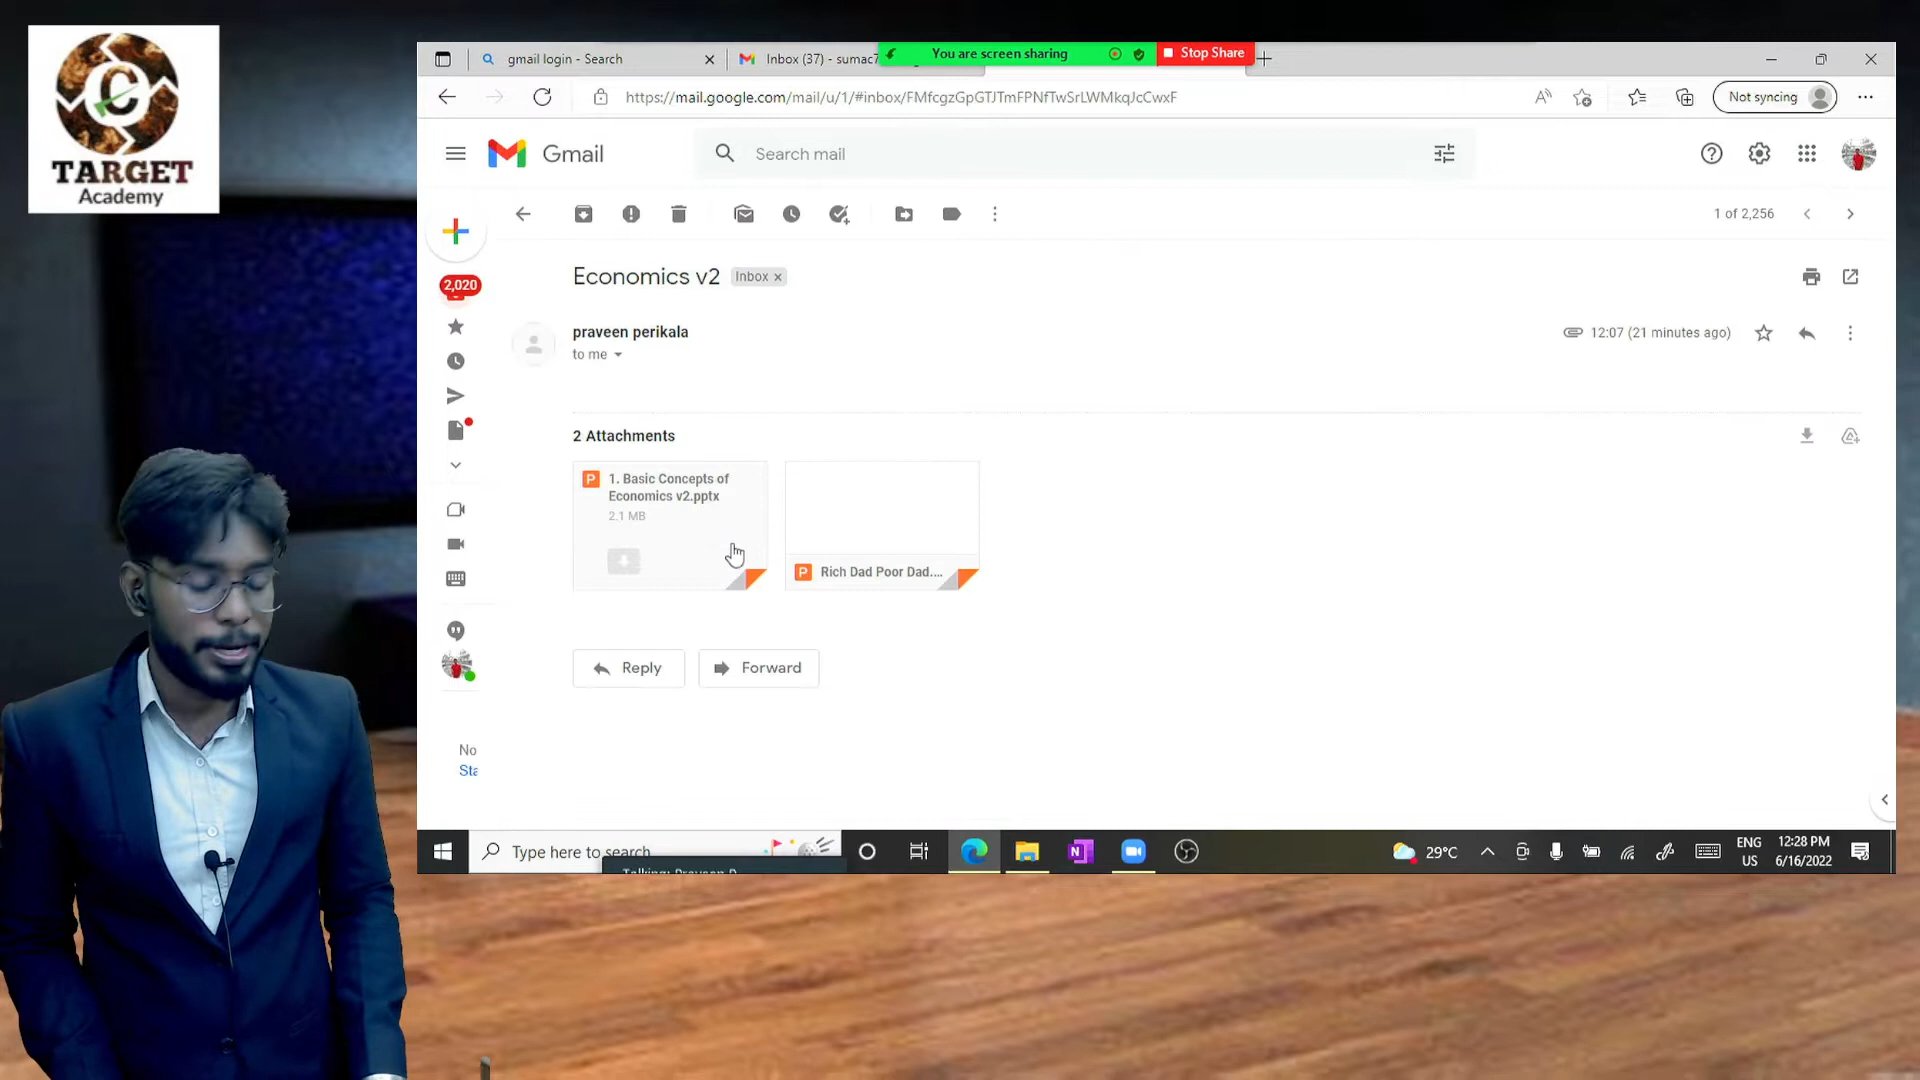 C
TARGET
Academy
gmail login - Search
Inbox (37) - sumac7
You are screen sharing
Stop Share
https://mail.google.com/mail/u/1/#inbox/FMfcgzGpGTJTmFPNfTwSrLWMkqJcCwxF
Not syncing
Gmail
Search mail
1 of 2,256
2,020
Economics v2
Inbox ×
praveen perikala
12:07 (21 minutes ago)
to me
2 Attachments
P
1. Basic Concepts of
Economics v2.pptx
2.1 MB
P
Rich Dad Poor Dad....
Reply
Forward
No
Sta
Type here to search
N
29°C
ENG
US
12:28 PM
6/16/2022